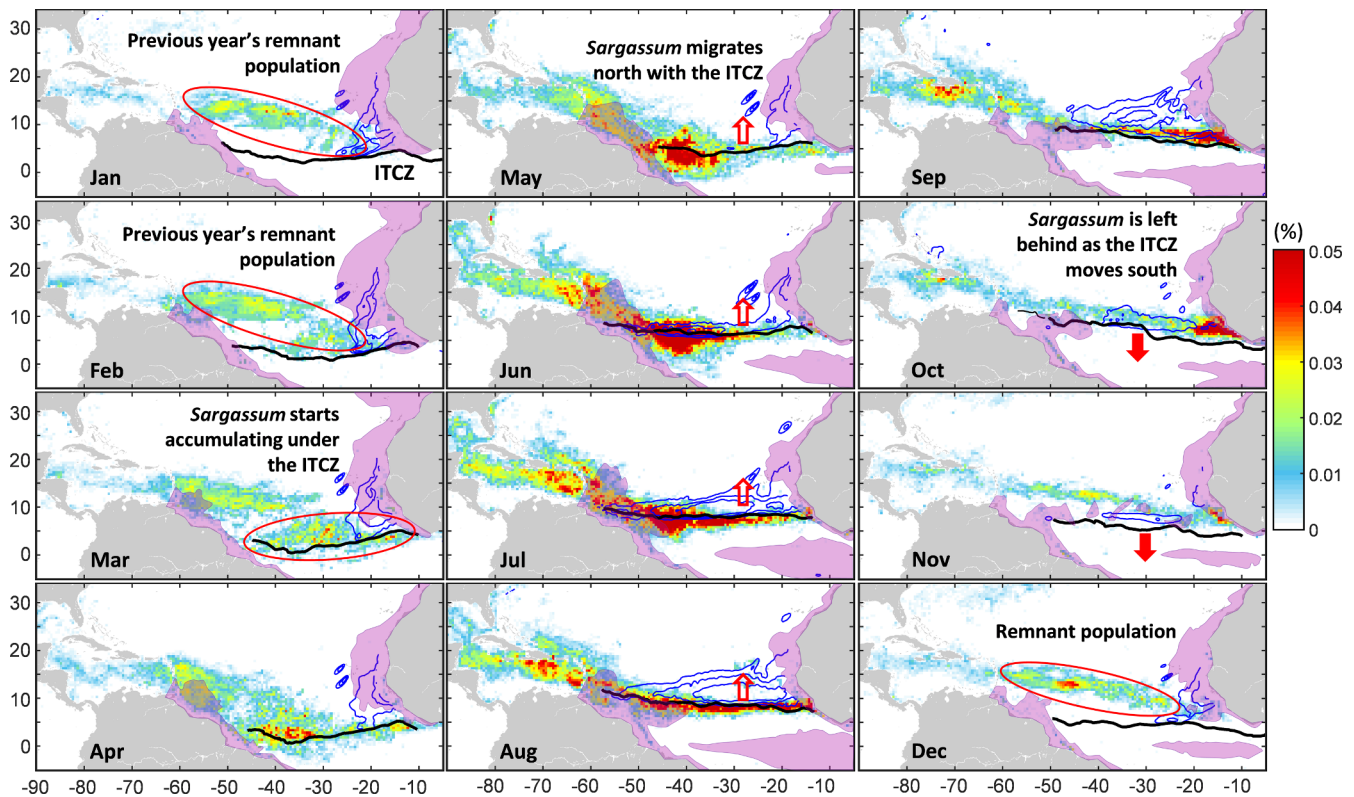 30
20
10
0
Previous year's remnant
population
ITCZ
Jan
Sargassum migrates
north with the ITCZ
May
Sep
30
20
10
0
Previous year's remnant
population
Feb
Jun
Sargassum is left
behind as the ITCZ
moves south
Oct
(%)
0.05
0.04
0.03
0.02
0.01
0
30
20
10
0
Sargassum starts
accumulating under
the ITCZ
Mar
Jul
Nov
30
20
10
0
Apr
Aug
Remnant population
Dec
-90 -80 -70 -60 -50 -40 -30 -20 -10
-80 -70 -60 -50 -40 -30 -20 -10
-80 -70 -60 -50 -40 -30 -20 -10